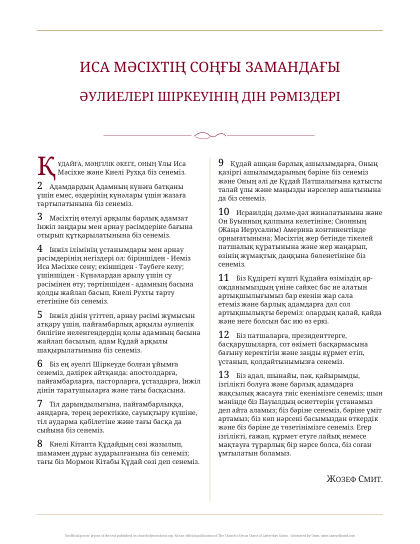 ИСА МӘСІХТІҢ СОҢҒЫ ЗАМАНДАҒЫ
ӘУЛИЕЛЕРІ ШІРКЕУІНІҢ ДІН РӘМІЗДЕРІ
ҚҰДАЙҒА, МӘҢГІЛІК ӘКЕГЕ, ОНЫҢ Ұлы Иса
Мәсіхке және Киелі Рухқа біз сенеміз.
2 Адамдардың Адамның күнәға батқаны
үшін емес, өздерінің күнәлары үшін жазаға
тартылатынына біз сенеміз.
3 Мәсіхтің өтелуі арқылы барлық адамзат
Інжіл заңдары мен арнау рәсімдеріне бағына
отырып құтқарылатынына біз сенеміз.
4 Інжіл ілімінің ұстанымдары мен арнау
рәсімдерінің негіздері ол: біріншіден - Иеміз
Иса Мәсіхке сену; екіншіден - Тәубеге келу;
үшіншіден - Күнәлардан арылу үшін су
рәсімінен өту; төртіншіден - адамның басына
қолды жайлап басып, Киелі Рухты тарту
ететініне біз сенеміз.
5 Інжіл дінін үгіттеп, арнау рәсімі жұмысын
атқару үшін, пайғамбарлық арқылы әулиелік
билігіне иеленгендердің қолы адамның басына
жайлап басылып, адам Құдай арқылы
шақырылатынына біз сенеміз.
6 Біз ең әуелгі Шіркеуде болған ұйымға
сенеміз, дәлірек айтқанда: апостолдарға,
пайғамбарларға, пасторларға, ұстаздарға, Інжіл
дінін таратушыларға және тағы басқасына.
7 Тіл дарындылығына, пайғамбарлыққа,
аяндарға, терең зеректікке, сауықтыру күшіне,
тіл аударма қабілетіне және тағы басқа да
сыйларға біз сенеміз.
8 Киелі Кітапта Құдайдың сөзі жазылып,
шамамен дұрыс аударылғанына біз сенеміз;
тағы біз Мормон Кітабы Құдай сөзі деп сенеміз.
9 Құдай ашқан барлық ашылымдарға, Оның
қазіргі ашылымдарының бәріне біз сенеміз
және Оның әлі де Құдай Патшалығына қатысты
талай ұлы және маңызды нәрселер ашатынына
да біз сенеміз.
10 Исраилдің дәлме-дәл жиналатынына және
Он Буынның қалпына келетініне; Сионның
(Жаңа Иерусалим) Америка континентінде
орнығатынына; Мәсіхтің жер бетінде тікелей
патшалық құратынына және жер жаңарып,
өзінің жұмақтық даңқына бөленетініне біз
сенеміз.
11 Біз Құдіреті күшті Құдайға өзіміздің ар-
ождынымыздың үніне сәйкес бас ие алатын
артықшылығымыз бар екенін жар сала
етеміз және барлық адамдарға дәл сол
артықшылықты береміз: олардың қалай, қайда
және неге болсын бас ию өз еркі.
12 Біз патшаларға, президенттерге,
басқарушыларға, сот өкіметі басқармасына
бағыну керектігін және заңды құрмет етіп,
ұстанып, қолдайтынымызға сенеміз.
13 Біз адал, шынайы, пәк, қайырымды,
ізгілікті болуға және барлық адамдарға
жақсылық жасауға тиіс екенімізге сенеміз; шын
мәнінде біз Пауылдың өсиеттерін ұстанамыз
деп айта аламыз; біз бәріне сенеміз, бәріне үміт
артамыз; біз көп нәрсені басымыздан өткердік
және біз бәріне де төзетінімізге сенеміз. Егер
ізгілікті, ғажап, құрмет етуге лайық немесе
мақтауға тұрарлық бір нәрсе болса, біз соған
ұмтылатын боламыз.
ЖОЗЕФ СМИТ.